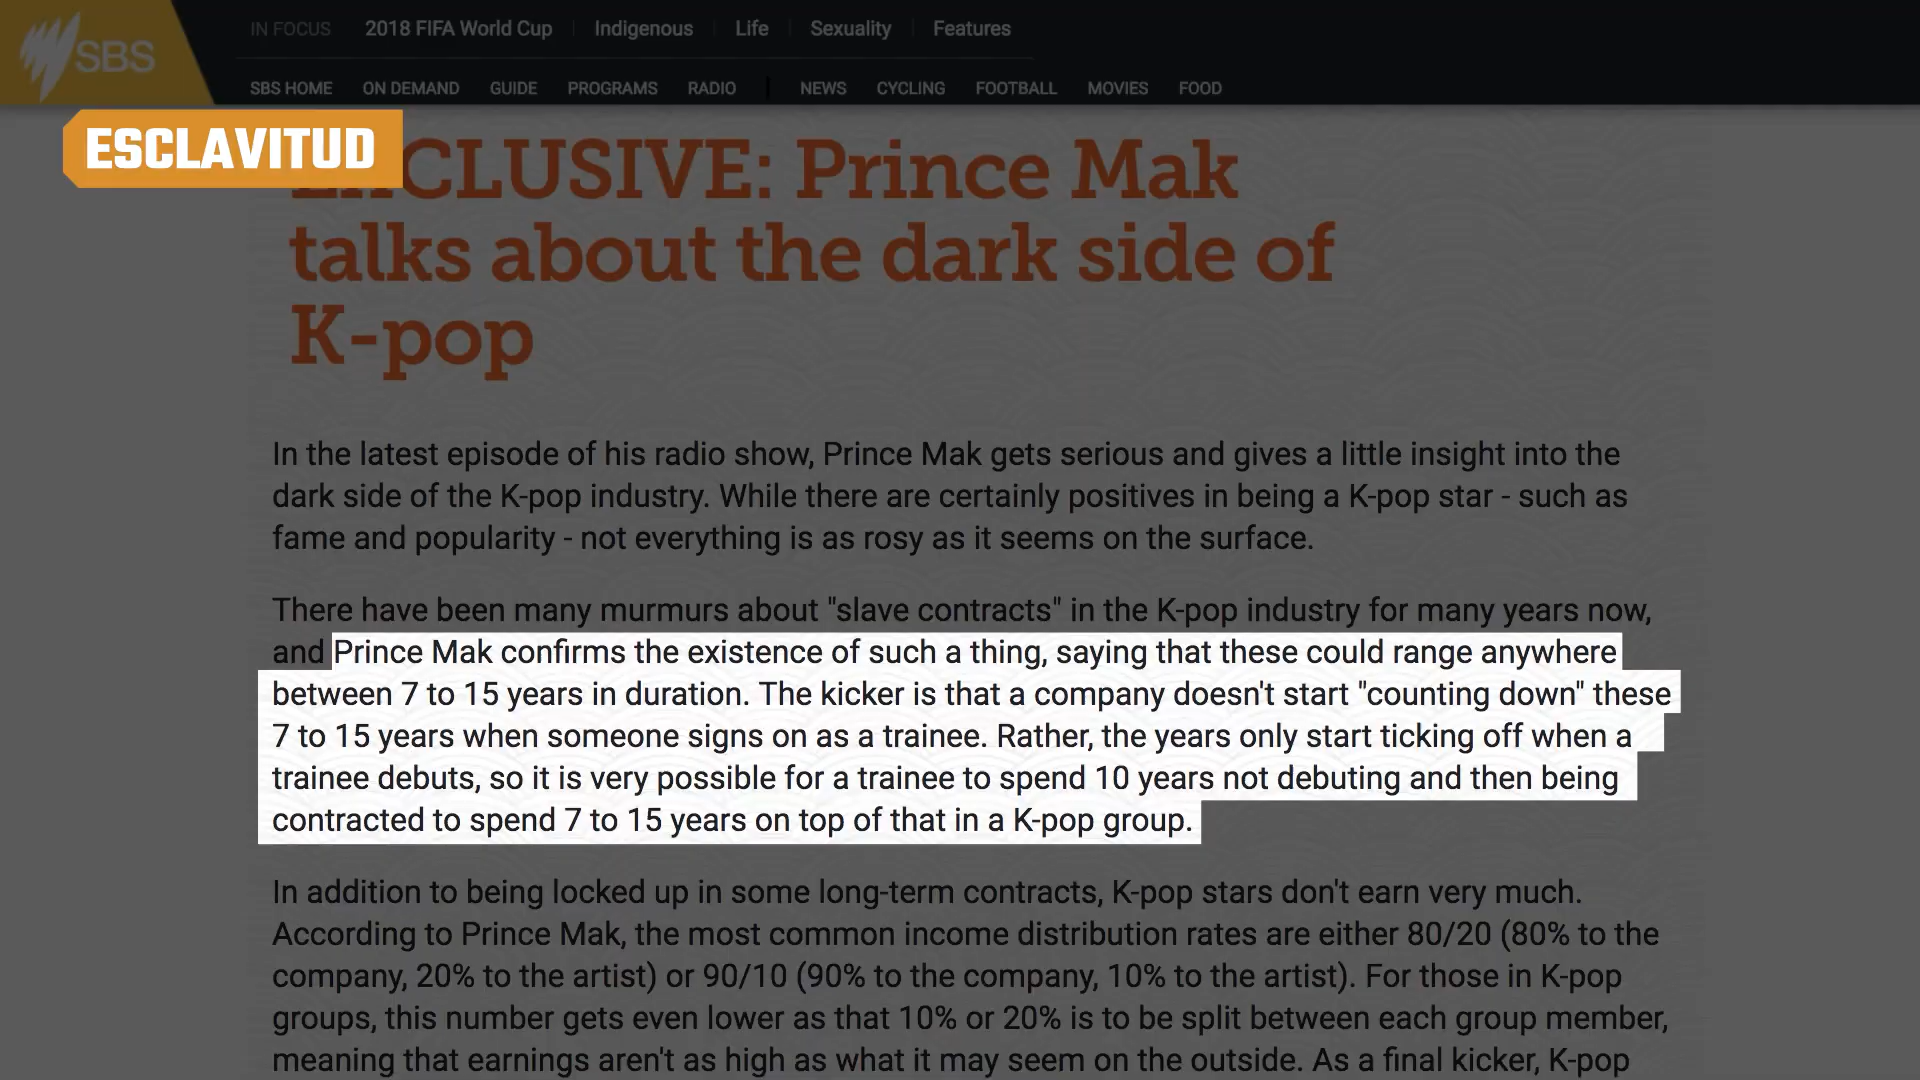 SBS
IN FOCUS 2018 FIFA World Cup Indigenous Life Sexuality Features
SBS HOME ON DEMAND GUIDE PROGRAMS RADIO NEWS CYCLING FOOTBALL MOVIES FOOD
ESCLAVITUD
EXCLUSIVE: Prince Mak
talks about the dark side of
K-pop
In the latest episode of his radio show, Prince Mak gets serious and gives a little insight into the
dark side of the K-pop industry. While there are certainly positives in being a K-pop star - such as
fame and popularity - not everything is as rosy as it seems on the surface.
There have been many murmurs about "slave contracts" in the K-pop industry for many years now,
and Prince Mak confirms the existence of such a thing, saying that these could range anywhere
between 7 to 15 years in duration. The kicker is that a company doesn't start "counting down" these
7 to 15 years when someone signs on as a trainee. Rather, the years only start ticking off when a
trainee debuts, so it is very possible for a trainee to spend 10 years not debuting and then being
contracted to spend 7 to 15 years on top of that in a K-pop group.
In addition to being locked up in some long-term contracts, K-pop stars don't earn very much.
According to Prince Mak, the most common income distribution rates are either 80/20 (80% to the
company, 20% to the artist) or 90/10 (90% to the company, 10% to the artist). For those in K-pop
groups, this number gets even lower as that 10% or 20% is to be split between each group member,
meaning that earnings aren't as high as what it may seem on the outside. As a final kicker, K-pop